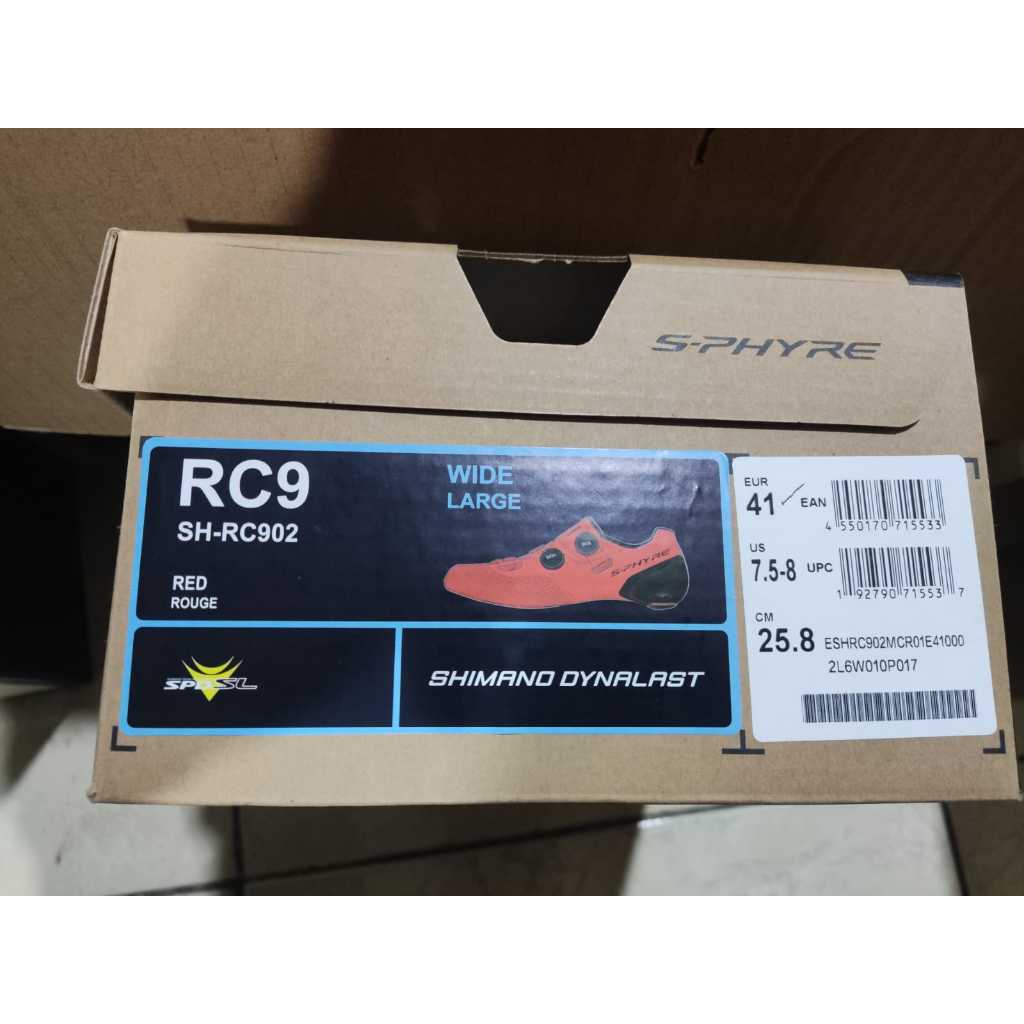 S-PHYRE
RC9
SH-RC902
WIDE
LARGE
RED
ROUGE
S-PHYRE
SPD-SL
SHIMANO DYNALAST
EUR
41 EAN
4 550170 715533
US
7.5-8 UPC
1 92790 71553 7
CM
25.8 ESHRC902MCR01E41000
2L6W010P017